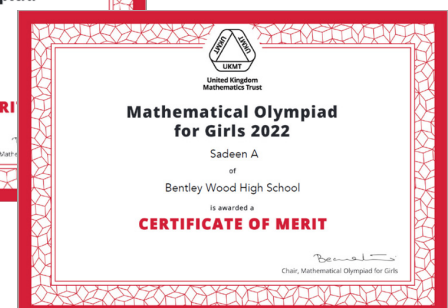 UKMT
UKMT
UKMT
United Kingdom
Mathematics Trust
Mathematical Olympiad
for Girls 2022
Sadeen A
of
Bentley Wood High School
is awarded a
CERTIFICATE OF MERIT
Chair, Mathematical Olympiad for Girls